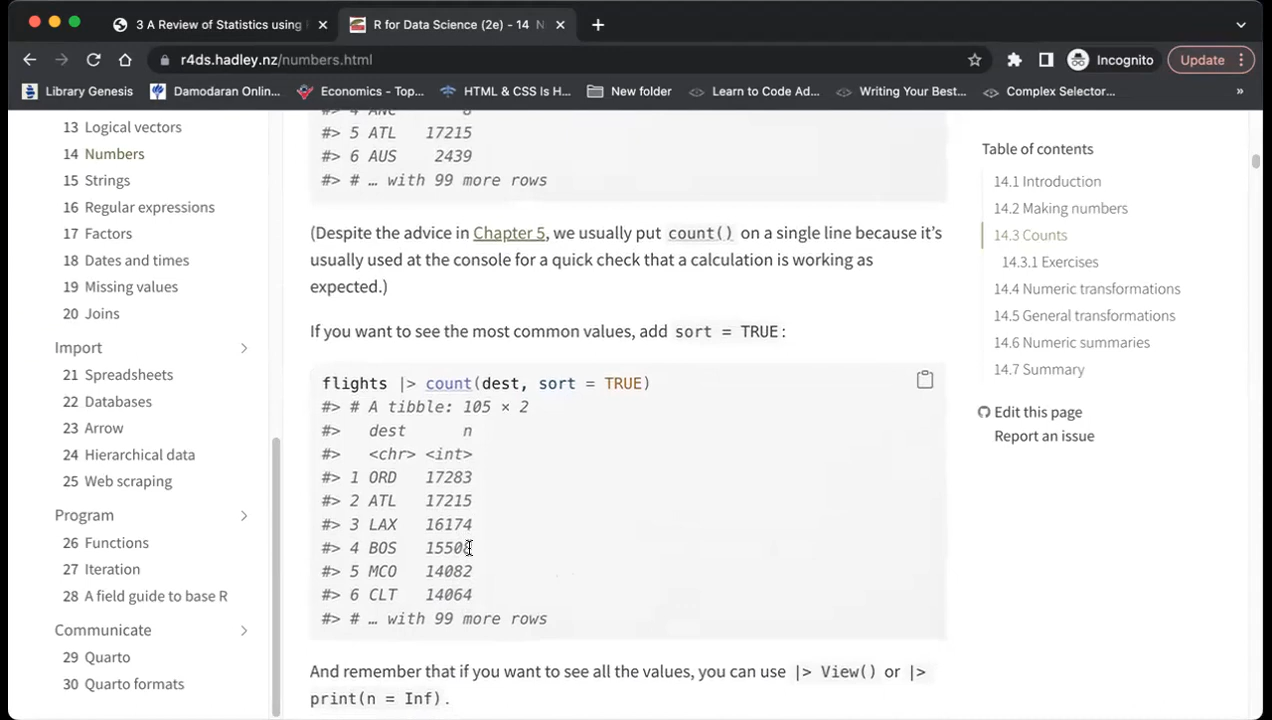 3 A Review of Statistics using
R for Data Science (2e) - 14 N
r4ds.hadley.nz/numbers.html
Incognito
Update
Library Genesis
Damodaran Onlin...
Economics - Top...
HTML & CSS Is H...
New folder
Learn to Code Ad...
Writing Your Best...
Complex Selector...
»
13 Logical vectors
14 Numbers
15 Strings
16 Regular expressions
17 Factors
18 Dates and times
19 Missing values
20 Joins
Import
21 Spreadsheets
22 Databases
23 Arrow
24 Hierarchical data
25 Web scraping
Program
26 Functions
27 Iteration
28 A field guide to base R
Communicate
29 Quarto
30 Quarto formats
#> 5 ATL 17215
#> 6 AUS 2439
#> # … with 99 more rows
(Despite the advice in Chapter 5, we usually put count() on a single line because it’s
usually used at the console for a quick check that a calculation is working as
expected.)
If you want to see the most common values, add sort = TRUE:
flights |> count(dest, sort = TRUE)
#> # A tibble: 105 × 2
#> dest n
#> <chr> <int>
#> 1 ORD 17283
#> 2 ATL 17215
#> 3 LAX 16174
#> 4 BOS 15508
#> 5 MCO 14082
#> 6 CLT 14064
#> # … with 99 more rows
And remember that if you want to see all the values, you can use |> View() or |>
print(n = Inf).
Table of contents
14.1 Introduction
14.2 Making numbers
14.3 Counts
14.3.1 Exercises
14.4 Numeric transformations
14.5 General transformations
14.6 Numeric summaries
14.7 Summary
Edit this page
Report an issue